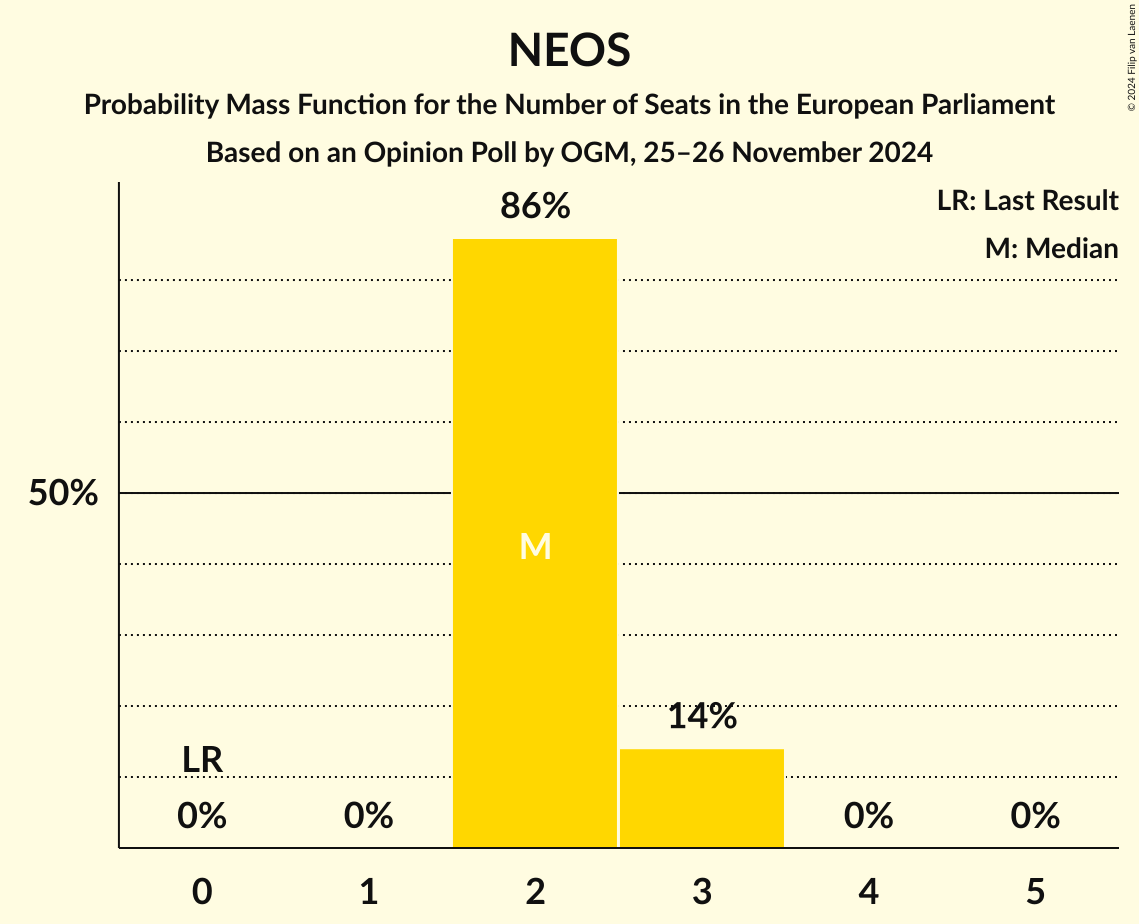 NEOS
Probability Mass Function for the Number of Seats in the European Parliament
Based on an Opinion Poll by OGM, 25–26 November 2024
© 2024 Filip van Laenen
LR: Last Result
M: Median
86%
50%
M
14%
LR
0%
0%
0%
0%
0
1
2
3
4
5